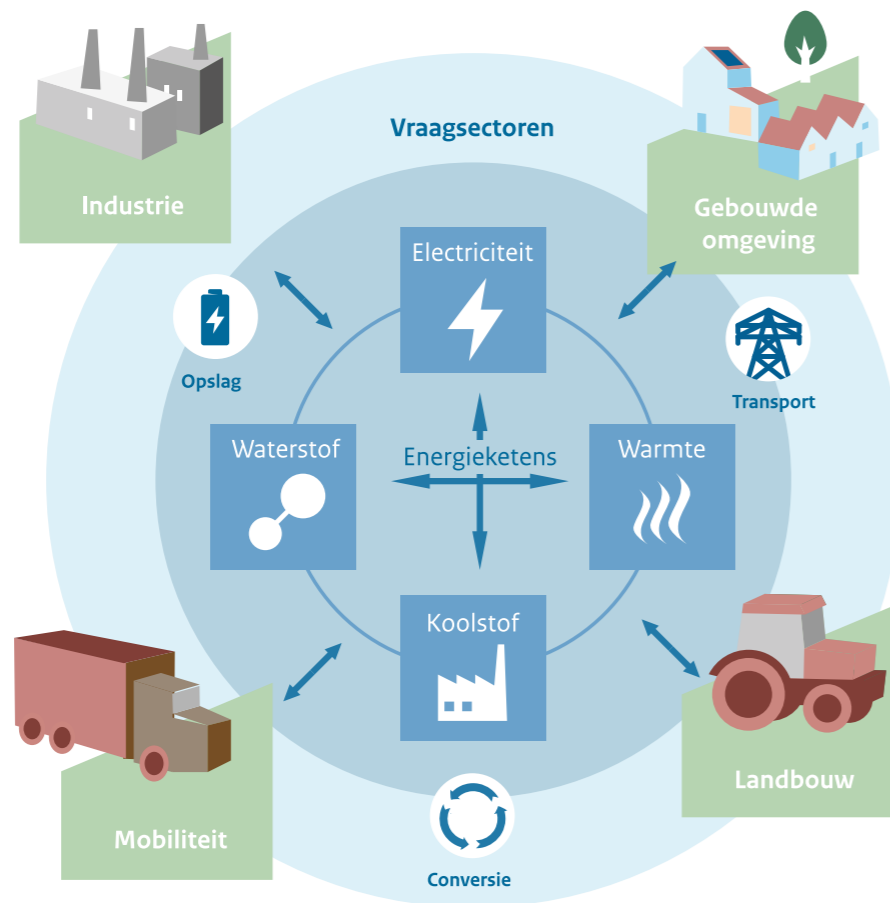 Vraagsectoren
Industrie
Gebouwde
omgeving
Electriciteit
Opslag
Transport
Waterstof
Energieketens
Warmte
Koolstof
Landbouw
Mobiliteit
Conversie